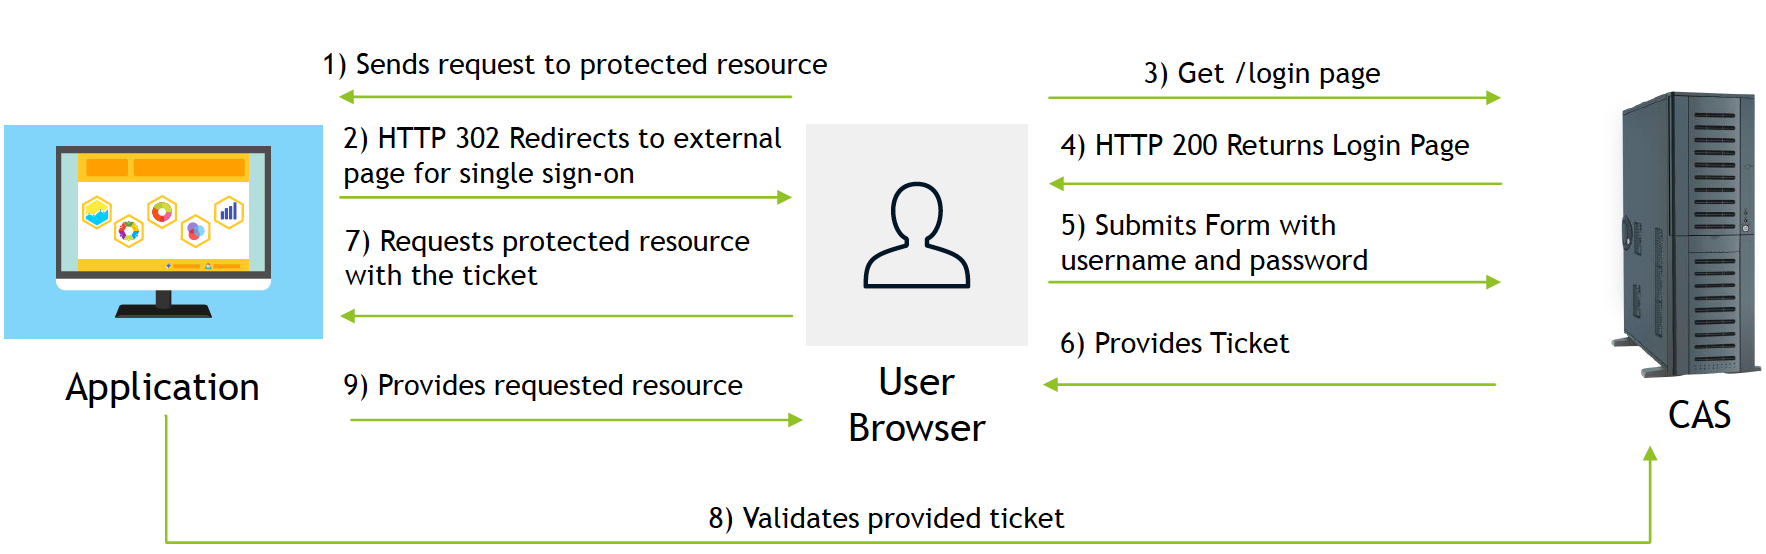 1) Sends request to protected resource
2) HTTP 302 Redirects to external
page for single sign-on
3) Get /login page
4) HTTP 200 Returns Login Page
5) Submits Form with
username and password
6) Provides Ticket
7) Requests protected resource
with the ticket
9) Provides requested resource
Application
User
Browser
CAS
8) Validates provided ticket